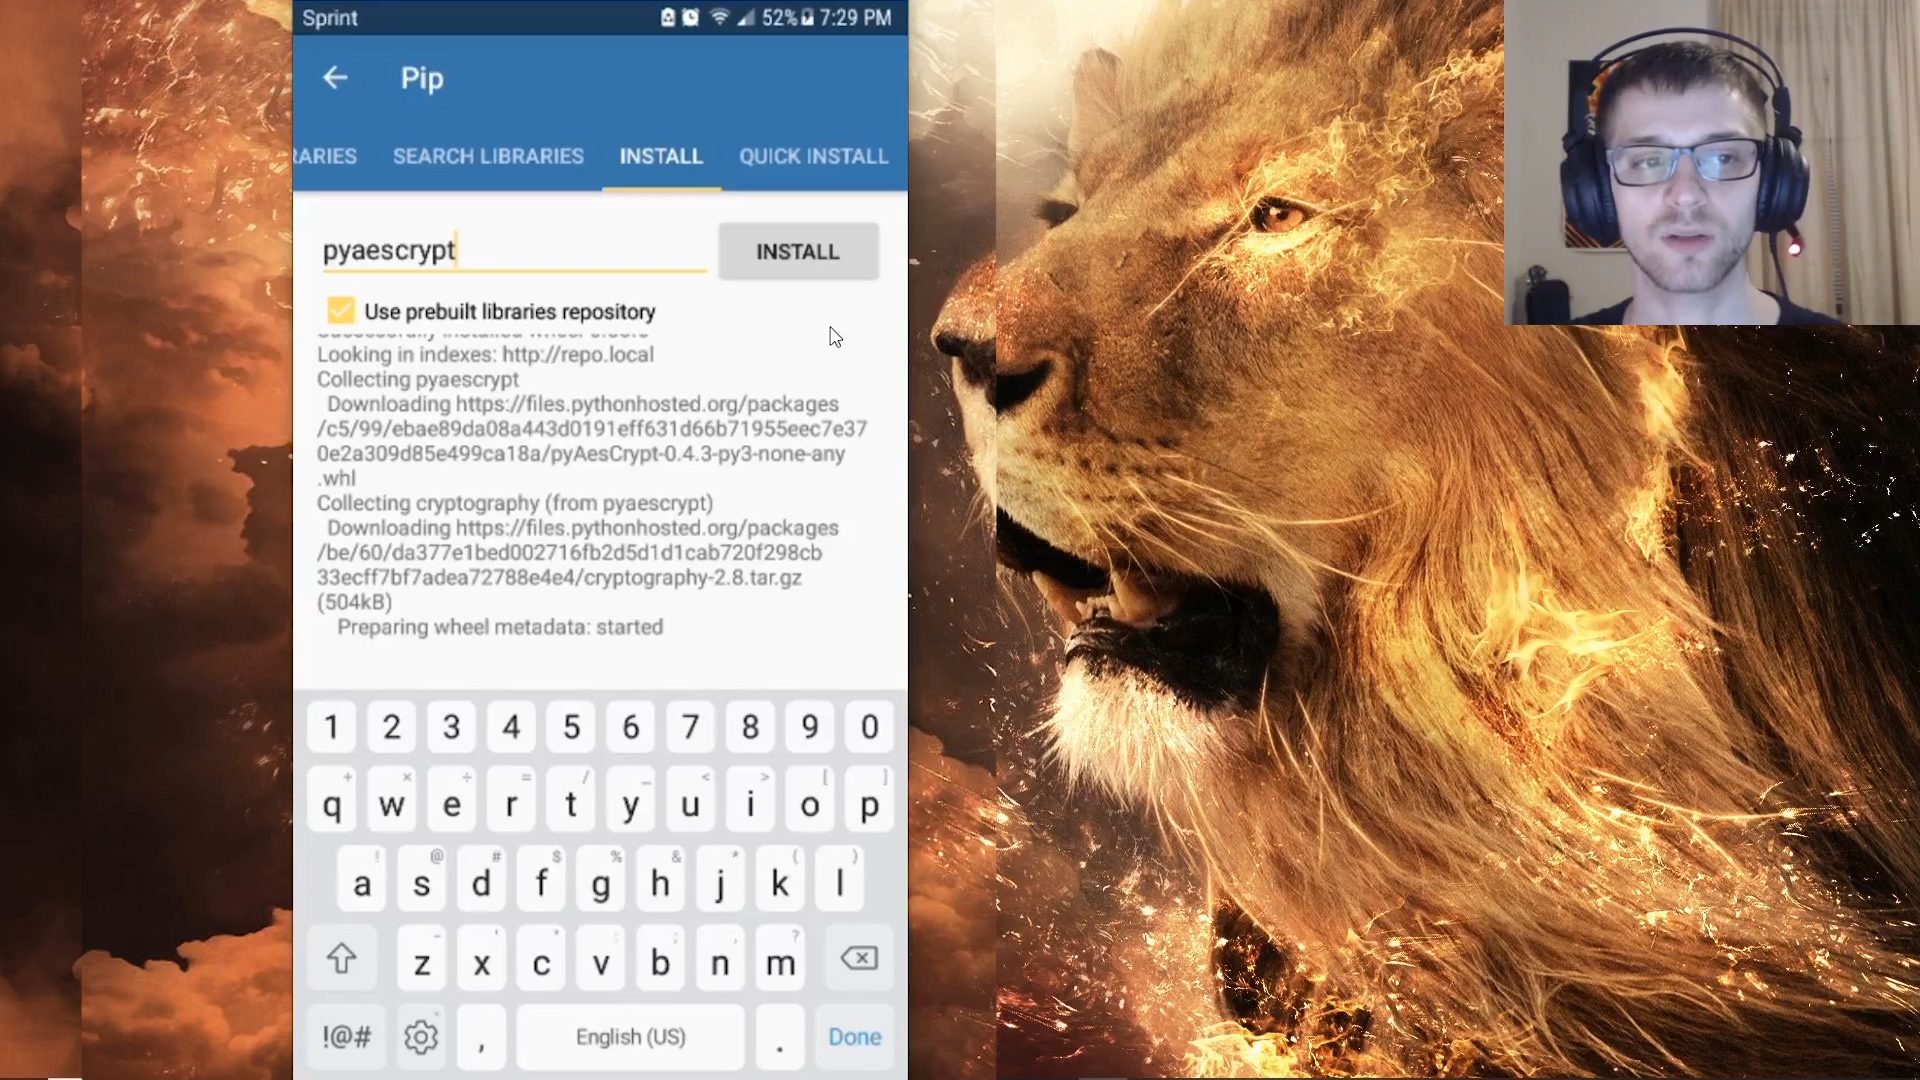 Sprint 52% 7:29 PM
Pip
RARIES SEARCH LIBRARIES INSTALL QUICK INSTALL
pyaescrypt INSTALL
Use prebuilt libraries repository
Looking in indexes: http://repo.local
Collecting pyaescrypt
Downloading https://files.pythonhosted.org/packages
/c5/99/ebae89da08a443d0191eff631d66b71955eec7e37
0e2a309d85e499ca18a/pyAesCrypt-0.4.3-py3-none-any
.whl
Collecting cryptography (from pyaescrypt)
Downloading https://files.pythonhosted.org/packages
/be/60/da377e1bed002716fb2d5d1d1cab720f298cb
33ecff7bf7adea72788e4e4/cryptography-2.8.tar.gz
(504kB)
Preparing wheel metadata: started
1 2 3 4 5 6 7 8 9 0
+ × ÷ = / _ < > [ ]
q w e r t y u i o p
! @ # $ % & * ( )
a s d f g h j k l
- ' " : ; , ?
z x c v b n m
!@# , English (US) . Done